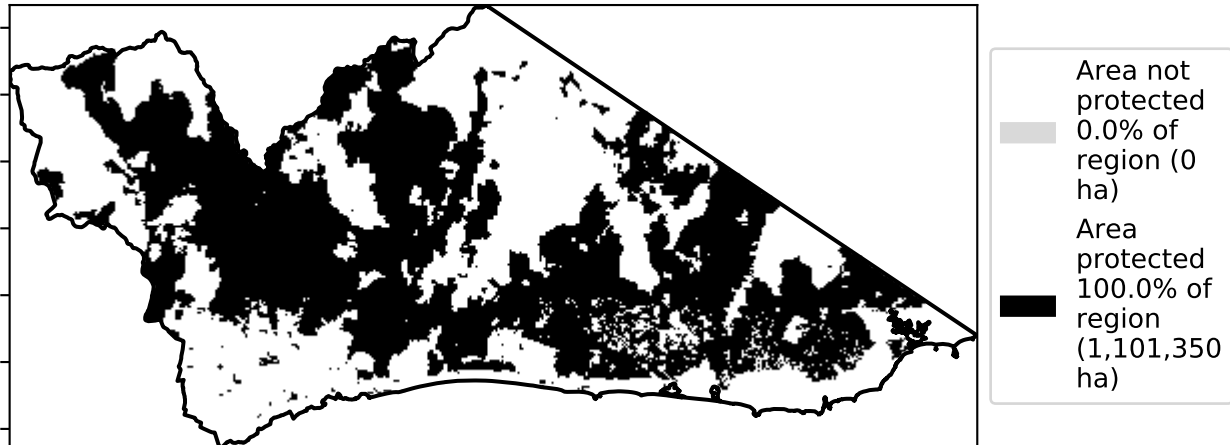 Area not
protected
0.0% of
region (0
ha)
Area
protected
100.0% of
region
(1,101,350
ha)